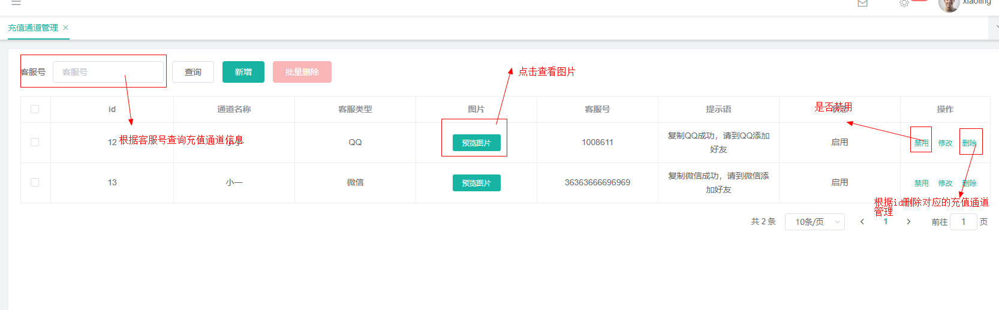 xiaoling
充值通道管理 ×
客服号 客服号 查询 新增 批量删除
点击查看图片
id 通道名称 客服类型 图片 客服号 提示语 状态 操作
是否禁用
12 QQ 预览图片 1008611 复制QQ成功，请到QQ添加 启用 禁用 修改 删除
好友
根据客服号查询充值通道信息
13 小一 微信 预览图片 36363666696969 复制微信成功，请到微信添 启用 禁用 修改 删除
加好友
根据id删除对应的充值通道
管理
共 2 条 10条/页 1 前往 1 页